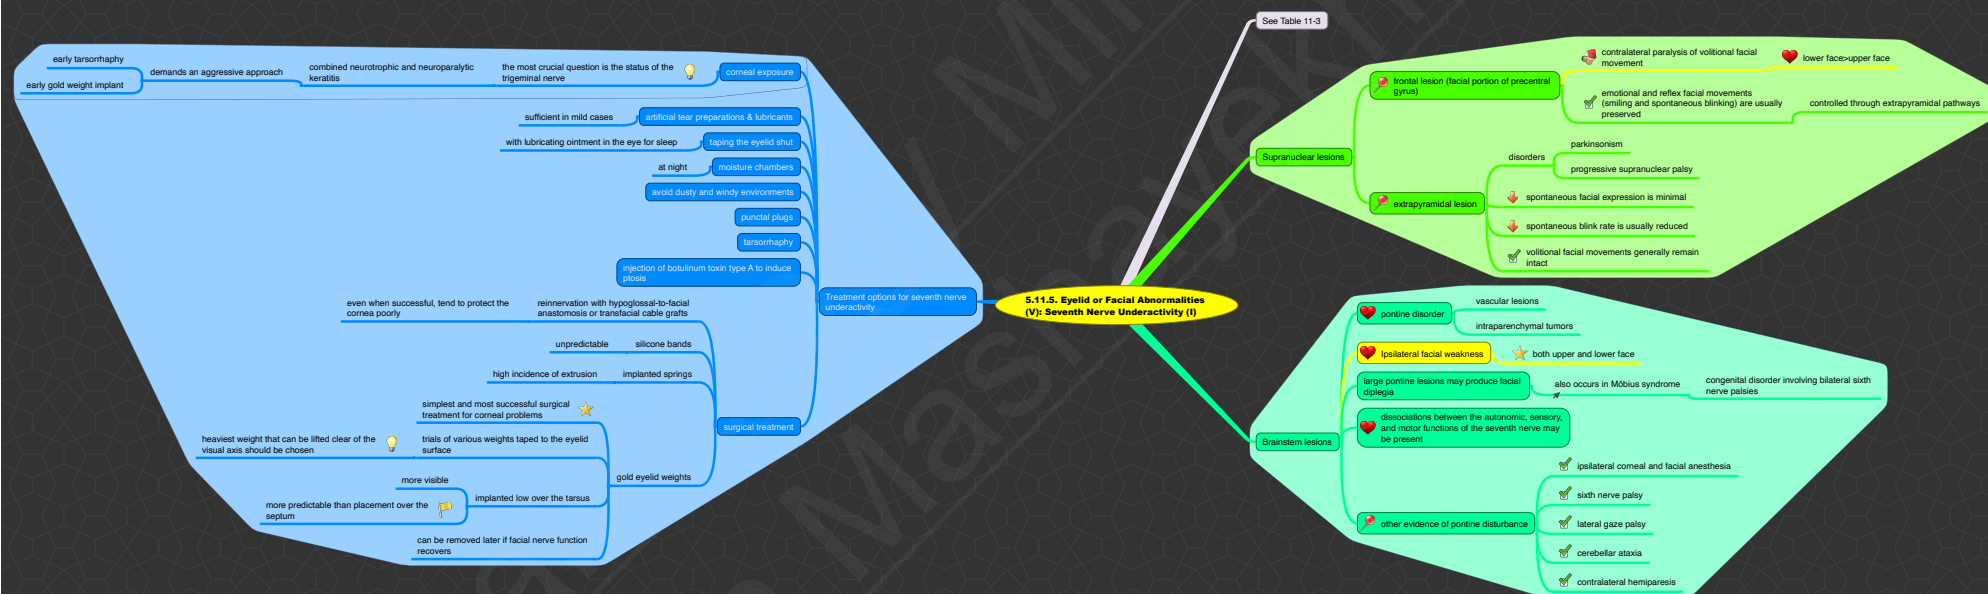 See Table 11-3
5.11.5. Eyelid or Facial Abnormalities
(V): Seventh Nerve Underactivity (I)
Supranuclear lesions
frontal lesion (facial portion of precentral
gyrus)
contralateral paralysis of volitional facial
movement
lower face>upper face
emotional and reflex facial movements
(smiling and spontaneous blinking) are usually
preserved
controlled through extrapyramidal pathways
extrapyramidal lesion
disorders
parkinsonism
progressive supranuclear palsy
spontaneous facial expression is minimal
spontaneous blink rate is usually reduced
volitional facial movements generally remain
intact
Brainstem lesions
pontine disorder
vascular lesions
intraparenchymal tumors
Ipsilateral facial weakness
both upper and lower face
large pontine lesions may produce facial
diplegia
also occurs in Möbius syndrome
congenital disorder involving bilateral sixth
nerve palsies
dissociations between the autonomic, sensory,
and motor functions of the seventh nerve may
be present
other evidence of pontine disturbance
ipsilateral corneal and facial anesthesia
sixth nerve palsy
lateral gaze palsy
cerebellar ataxia
contralateral hemiparesis
Treatment options for seventh nerve
underactivity
corneal exposure
the most crucial question is the status of the
trigeminal nerve
combined neurotrophic and neuroparalytic
keratitis
demands an aggressive approach
early tarsorrhaphy
early gold weight implant
artificial tear preparations & lubricants
sufficient in mild cases
taping the eyelid shut
with lubricating ointment in the eye for sleep
moisture chambers
at night
avoid dusty and windy environments
punctal plugs
tarsorrhaphy
injection of botulinum toxin type A to induce
ptosis
surgical treatment
reinnervation with hypoglossal-to-facial
anastomosis or transfacial cable grafts
even when successful, tend to protect the
cornea poorly
silicone bands
unpredictable
implanted springs
high incidence of extrusion
gold eyelid weights
simplest and most successful surgical
treatment for corneal problems
trials of various weights taped to the eyelid
surface
heaviest weight that can be lifted clear of the
visual axis should be chosen
implanted low over the tarsus
more visible
more predictable than placement over the
septum
can be removed later if facial nerve function
recovers